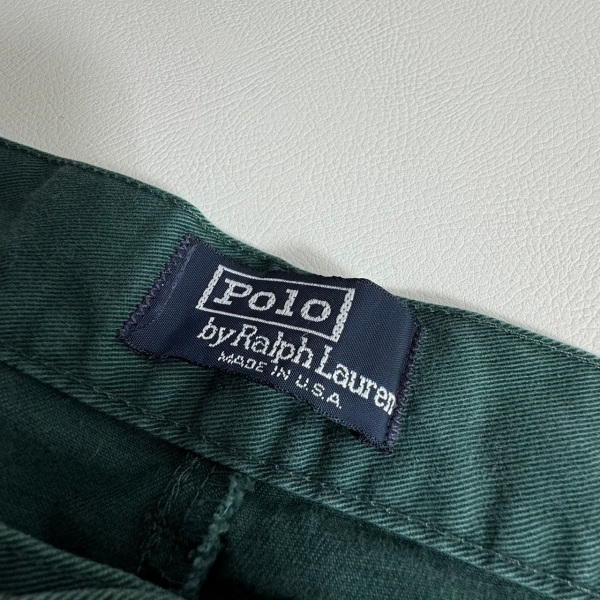 Polo
by Ralph Lauren
MADE IN U.S.A.